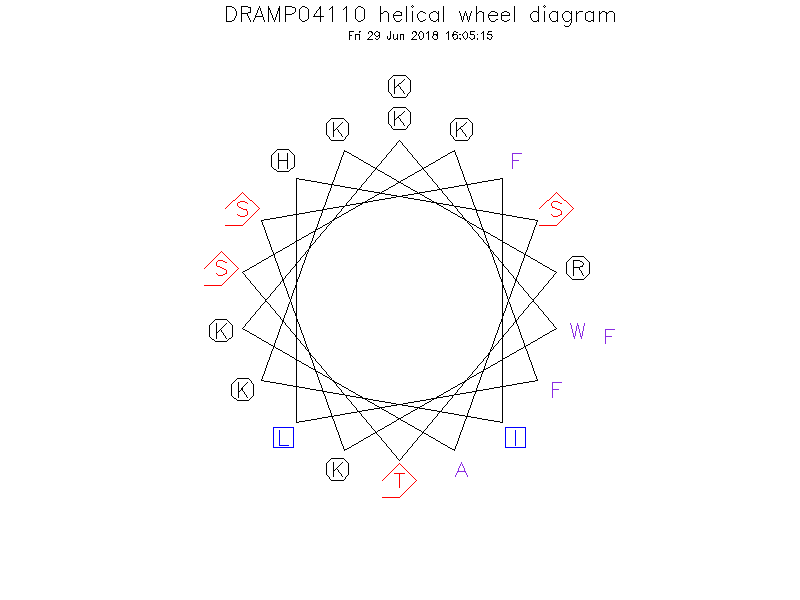 DRAMP04110 helical wheel diagram
Fri 29 Jun 2018 16:05:15
K
K
K K
H F
S S
S R
K W F
K F
L I
K T A